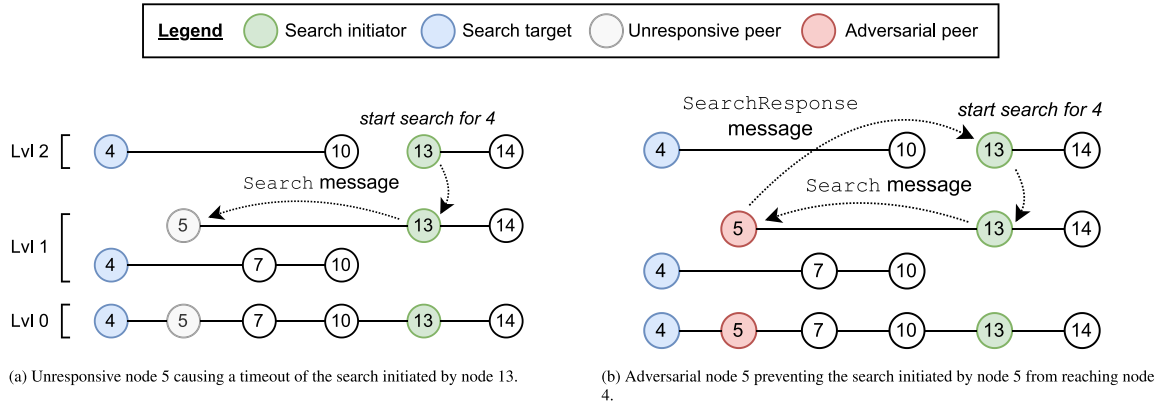 Legend Search initiator Search target Unresponsive peer Adversarial peer
start search for 4
Lvl 2 4 10 13 14
Search message
5 13 14
Lvl 1
4 7 10
Lvl 0 4 5 7 10 13 14
(a) Unresponsive node 5 causing a timeout of the search initiated by node 13.
SearchResponse
message
start search for 4
4 10 13 14
Search message
5 13 14
4 7 10
4 5 7 10 13 14
(b) Adversarial node 5 preventing the search initiated by node 5 from reaching node
4.